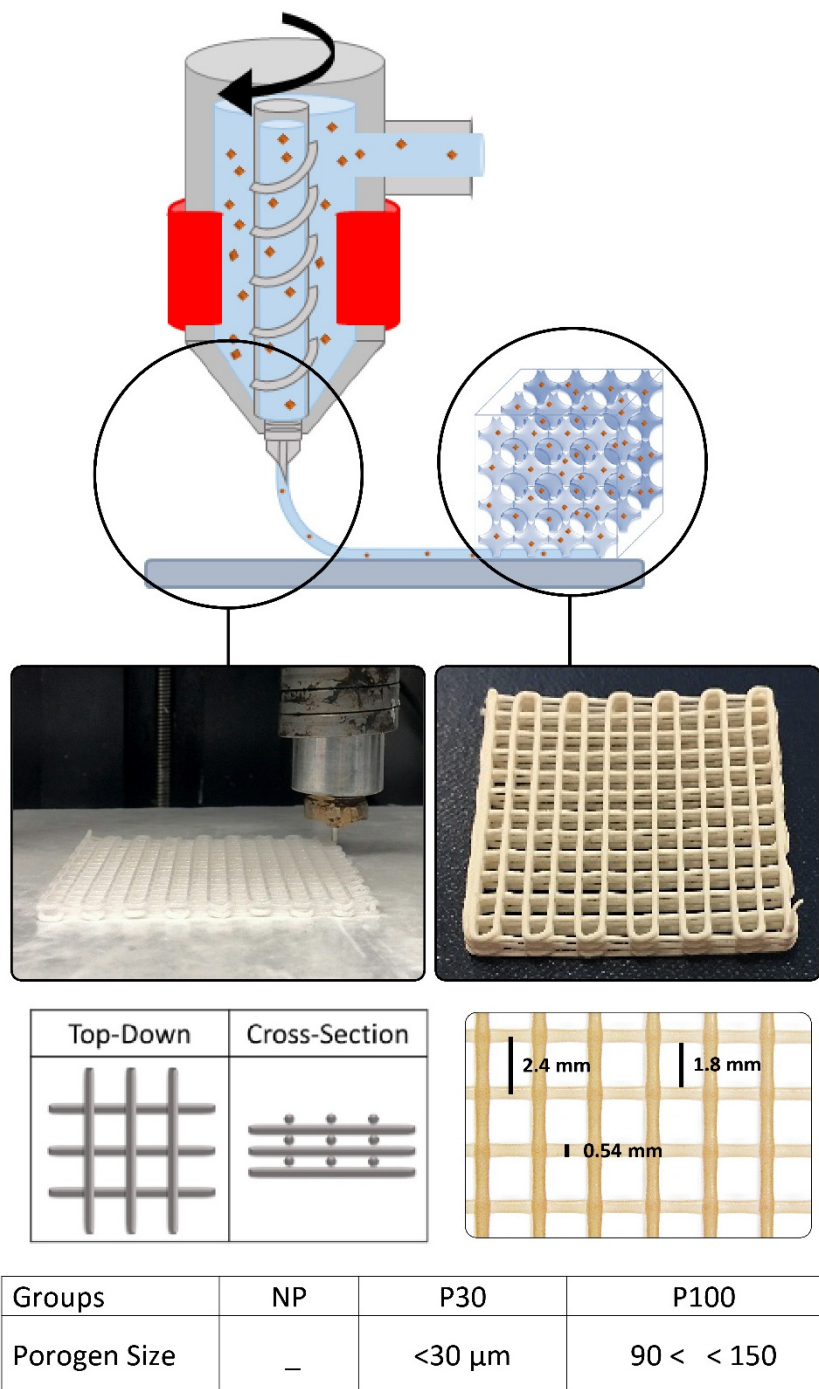 Top-Down Cross-Section
2.4 mm 1.8 mm
0.54 mm
Groups NP P30 P100
Porogen Size _ <30 µm 90 < < 150